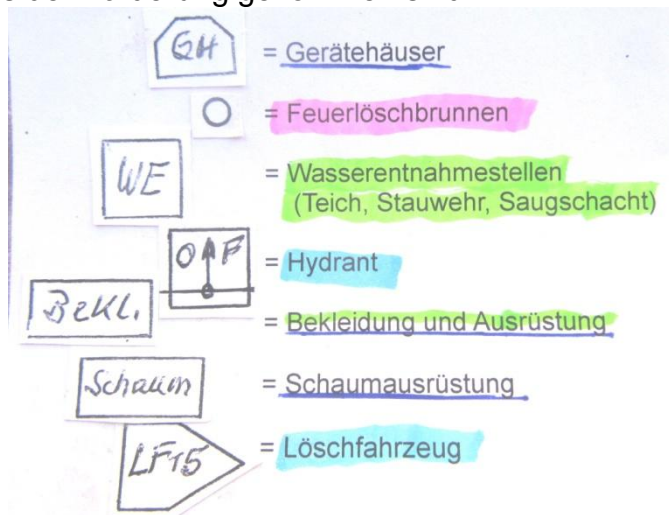 GH = Gerätehäuser
= Feuerlöschbrunnen
WE = Wasserentnahmestellen
(Teich, Stauwehr, Saugschacht)
O F = Hydrant
Bekl. = Bekleidung und Ausrüstung
Schaum = Schaumausrüstung
LF15 = Löschfahrzeug